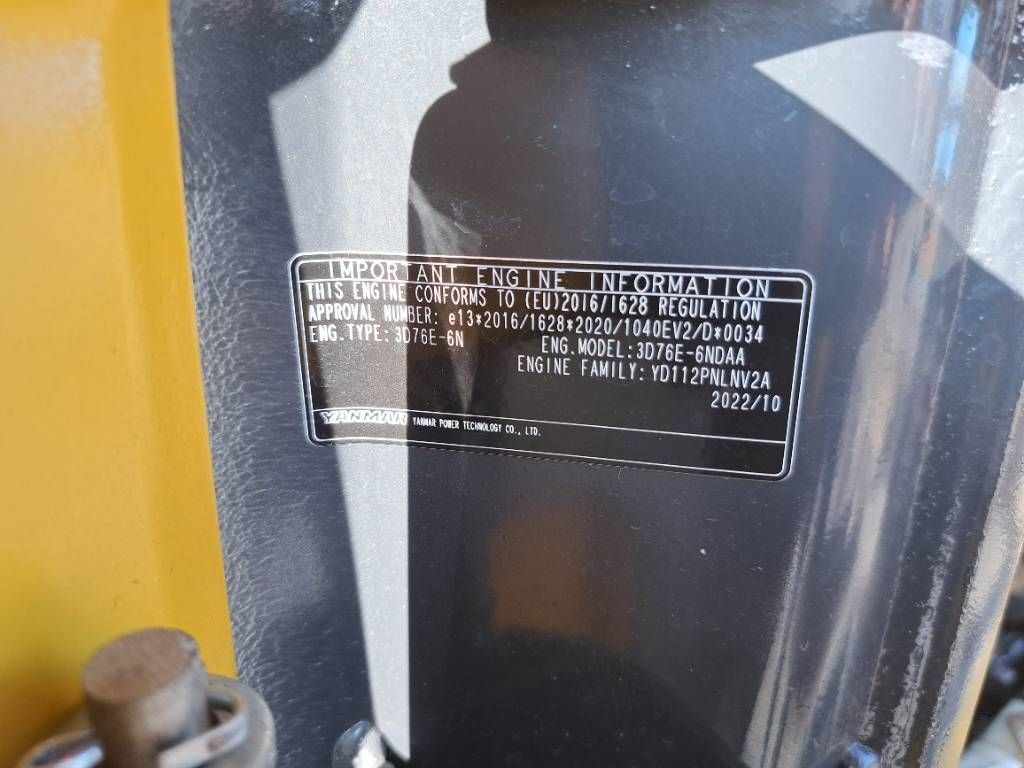 IMPORTANT ENGINE INFORMATION
THIS ENGINE CONFORMS TO (EU)2016/1628 REGULATION
APPROVAL NUMBER: e13*2016/1628*2020/1040EV2/D*0034
ENG.TYPE: 3D76E-6N ENG.MODEL: 3D76E-6NDAA
ENGINE FAMILY: YD112PNLNV2A
2022/10
YANMAR YANMAR POWER TECHNOLOGY CO., LTD.